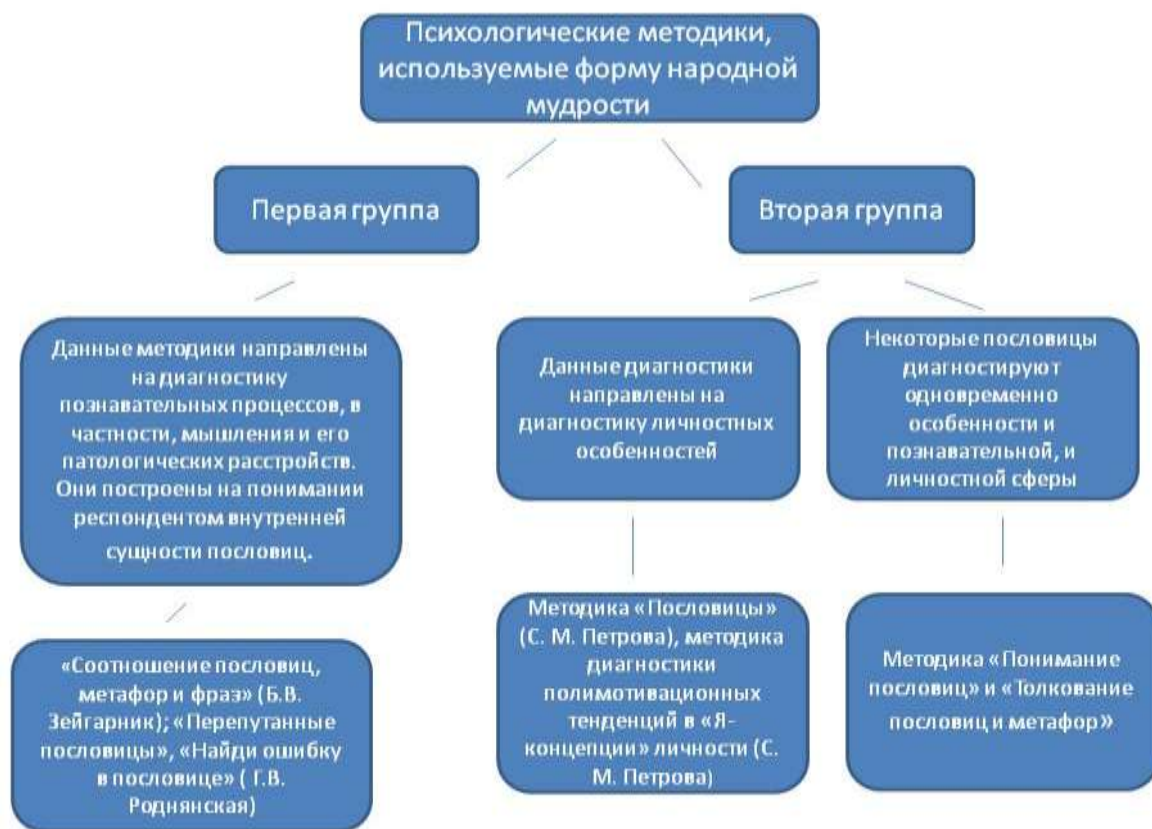 Психологические методики,
используемые форму народной
мудрости
Первая группа
Вторая группа
Данные методики направлены
на диагностику
познавательных процессов, в
частности, мышления и его
патологических расстройств.
Они построены на понимании
респондентом внутренней
сущности пословиц.
Данные диагностики
направлены на
диагностику личностных
особенностей
Некоторые пословицы
диагностируют
одновременно
особенности и
познавательной, и
личностной сферы
«Соотношение пословиц,
метафор и фраз» (Б.В.
Зейгарник); «Перепутанные
пословицы», «Найди ошибку
в пословице» ( Г.В.
Роднянская)
Методика «Пословицы»
(С. М. Петрова), методика
диагностики
полимотивационных
тенденций в «Я-
концепции» личности (С.
М. Петрова)
Методика «Понимание
пословиц» и «Толкование
пословиц и метафор»